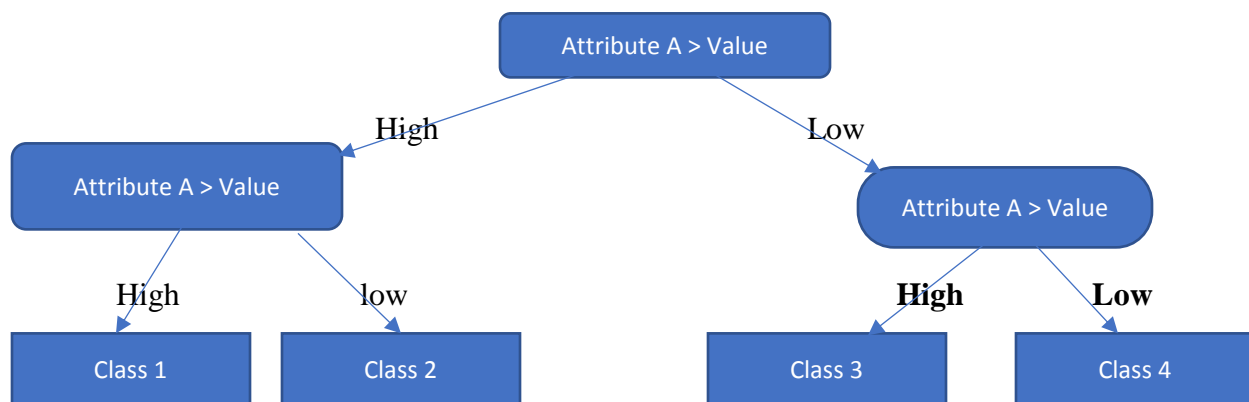 Attribute A > Value
High
Low
Attribute A > Value
Attribute A > Value
High
low
High
Low
Class 1
Class 2
Class 3
Class 4